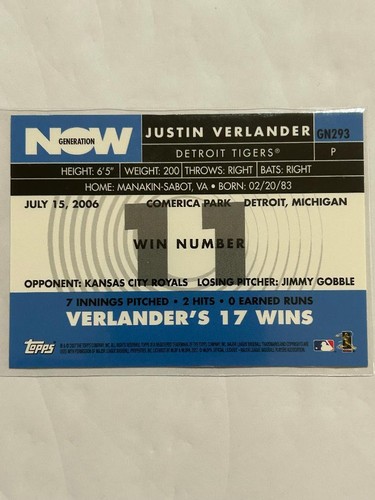 NOW
GENERATION
JUSTIN VERLANDER GN293
DETROIT TIGERS® P
HEIGHT: 6'5" WEIGHT: 200 THROWS: RIGHT BATS: RIGHT
HOME: MANAKIN-SABOT, VA • BORN: 02/20/83
JULY 15, 2006 COMERICA PARK DETROIT, MICHIGAN
11
WIN NUMBER
OPPONENT: KANSAS CITY ROYALS LOSING PITCHER: JIMMY GOBBLE
7 INNINGS PITCHED • 2 HITS • 0 EARNED RUNS
VERLANDER'S 17 WINS
Topps